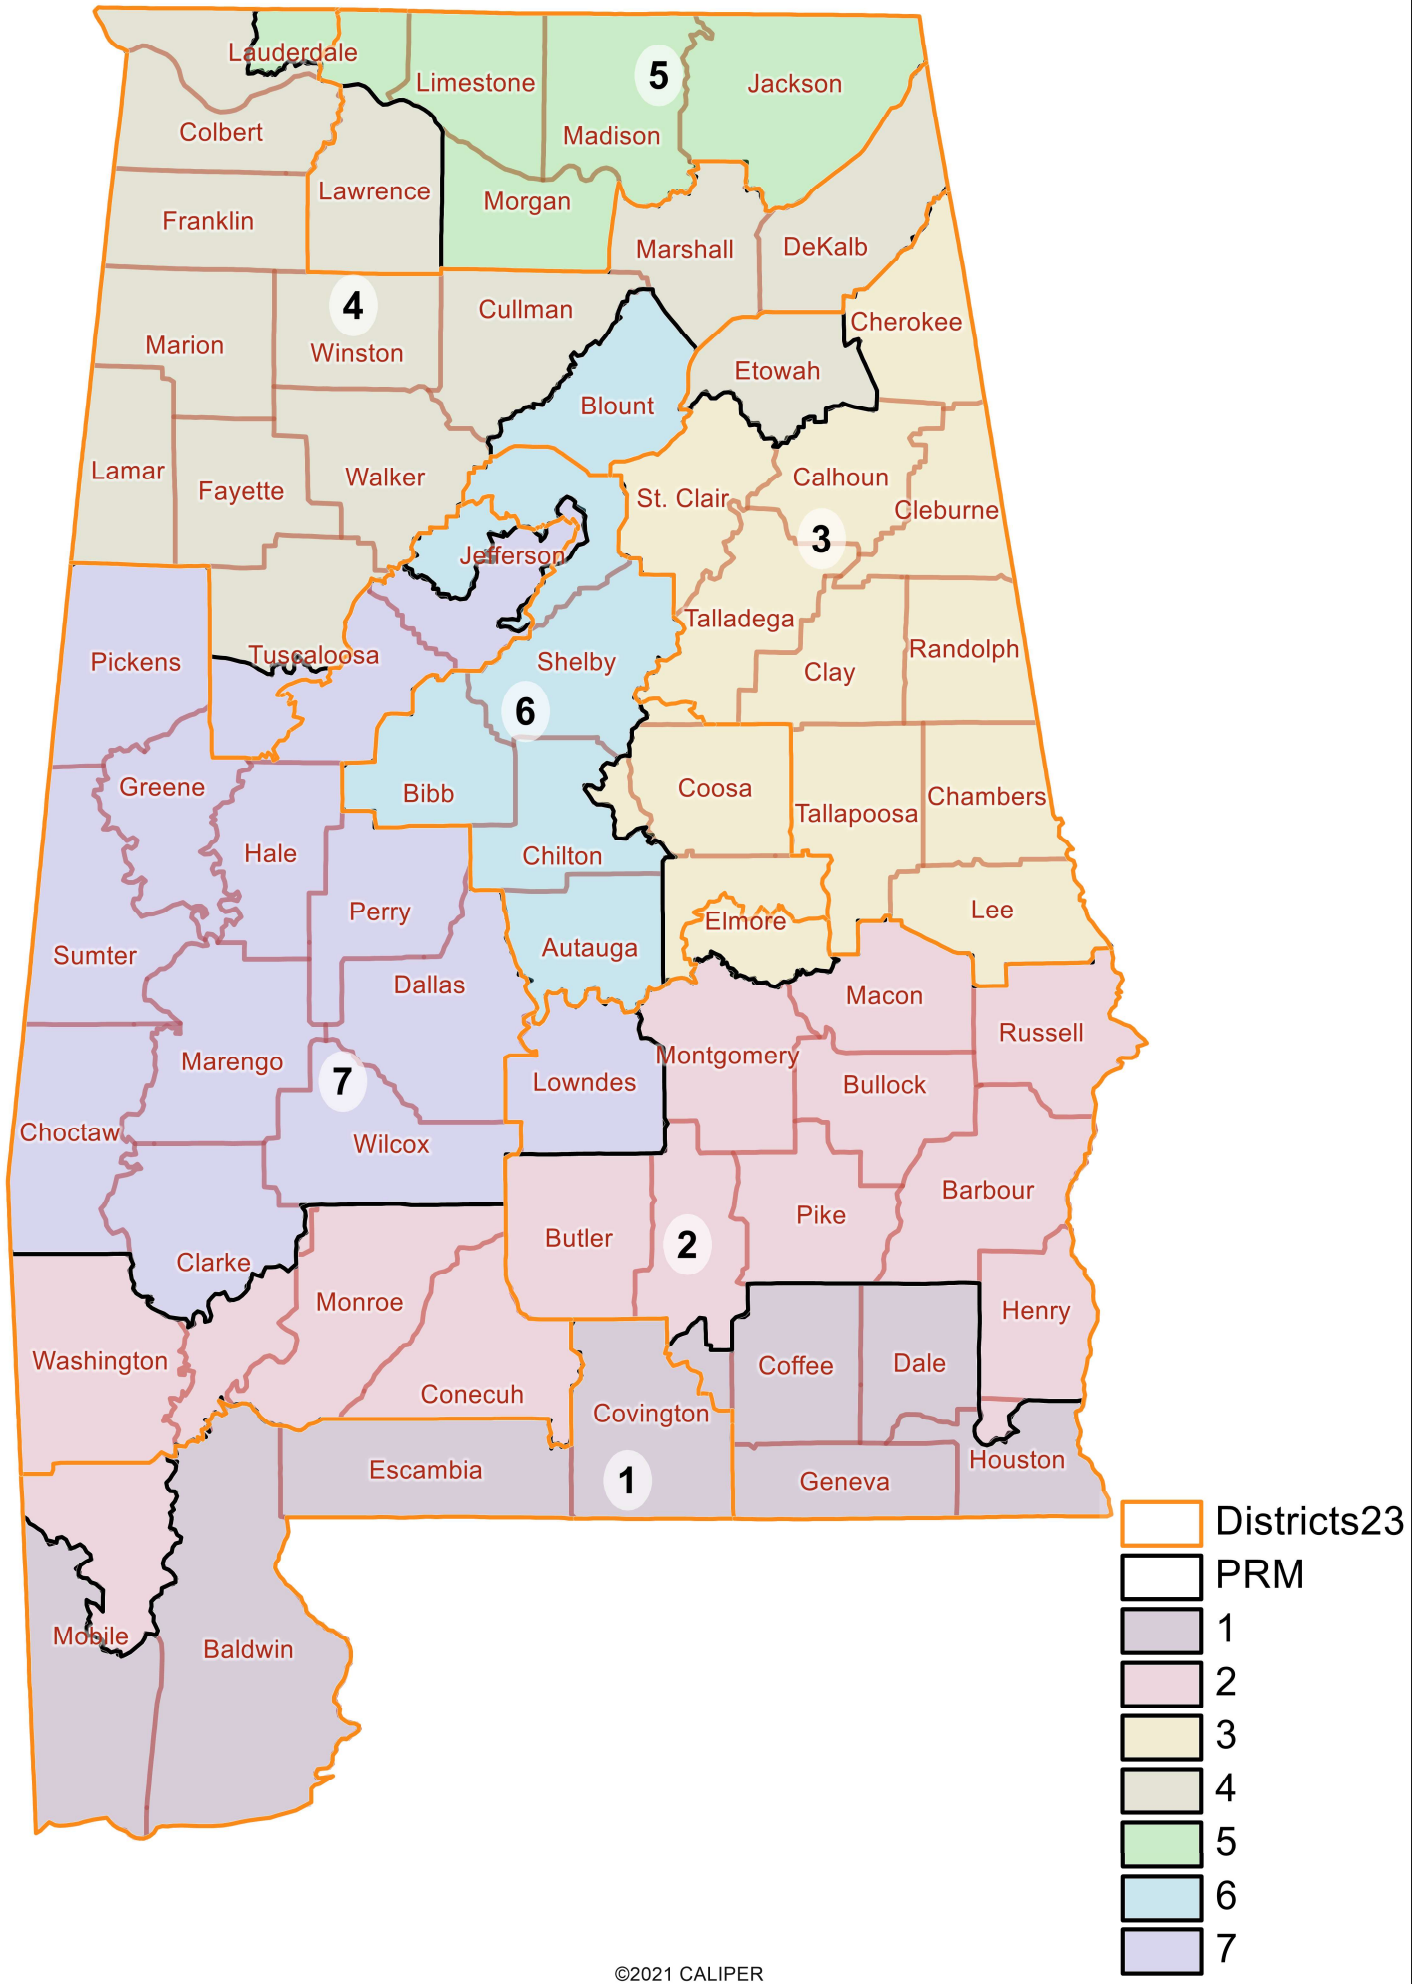 Lauderdale
Limestone
5
Jackson
Colbert
Madison
Lawrence
Morgan
Franklin
Marshall
DeKalb
4
Cullman
Cherokee
Marion
Winston
Etowah
Blount
Lamar
Fayette
Walker
St. Clair
Calhoun
Cleburne
3
Jefferson
Talladega
Pickens
Tuscaloosa
Shelby
Clay
Randolph
6
Greene
Bibb
Coosa
Tallapoosa
Chambers
Hale
Chilton
Perry
Elmore
Lee
Sumter
Autauga
Dallas
Macon
Russell
Marengo
7
Lowndes
Montgomery
Bullock
Choctaw
Wilcox
Barbour
Pike
Butler
2
Clarke
Monroe
Henry
Washington
Conecuh
Coffee
Dale
Covington
Escambia
1
Geneva
Houston
Mobile
Baldwin
Districts23
PRM
1
2
3
4
5
6
7
©2021 CALIPER